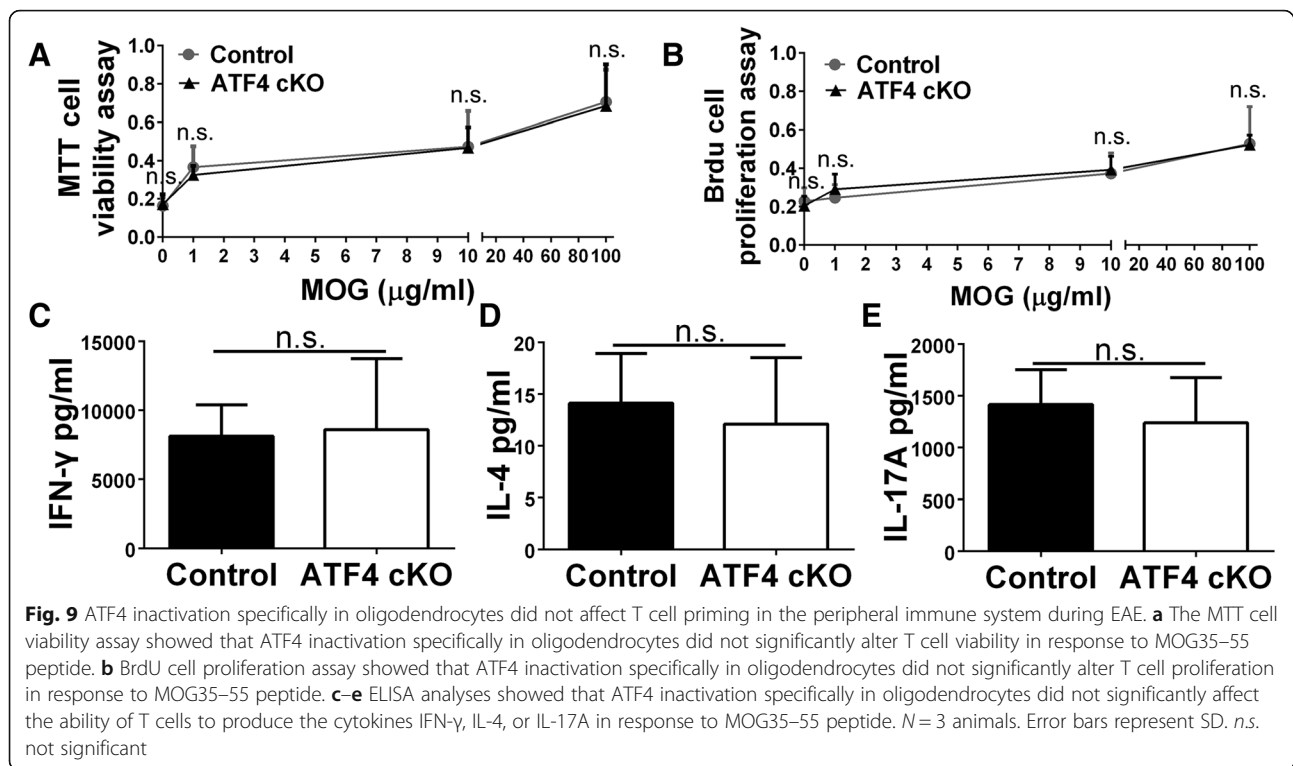 A
MTT cell
viability assay
1.0
0.8
0.6
0.4
0.2
0.0
Control
ATF4 cKO
n.s.
n.s.
n.s.
n.s.
0 1 2 3 4 5 6 7 8 9 10 20 40 60 80 100
MOG (μg/ml)
B
Brdu cell
proliferation assay
1.0
0.8
0.6
0.4
0.2
0.0
Control
ATF4 cKO
n.s.
n.s.
n.s.
n.s.
0 1 2 3 4 5 6 7 8 9 10 20 40 60 80 100
MOG (μg/ml)
C
IFN-γ pg/ml
15000
10000
5000
0
n.s.
Control ATF4 cKO
D
IL-4 pg/ml
20
15
10
5
0
n.s.
Control ATF4 cKO
E
IL-17A pg/ml
2000
1500
1000
500
0
n.s.
Control ATF4 cKO
Fig. 9 ATF4 inactivation specifically in oligodendrocytes did not affect T cell priming in the peripheral immune system during EAE. a The MTT cell
viability assay showed that ATF4 inactivation specifically in oligodendrocytes did not significantly alter T cell viability in response to MOG35–55
peptide. b BrdU cell proliferation assay showed that ATF4 inactivation specifically in oligodendrocytes did not significantly alter T cell proliferation
in response to MOG35–55 peptide. c–e ELISA analyses showed that ATF4 inactivation specifically in oligodendrocytes did not significantly affect
the ability of T cells to produce the cytokines IFN-γ, IL-4, or IL-17A in response to MOG35–55 peptide. N = 3 animals. Error bars represent SD. n.s.
not significant